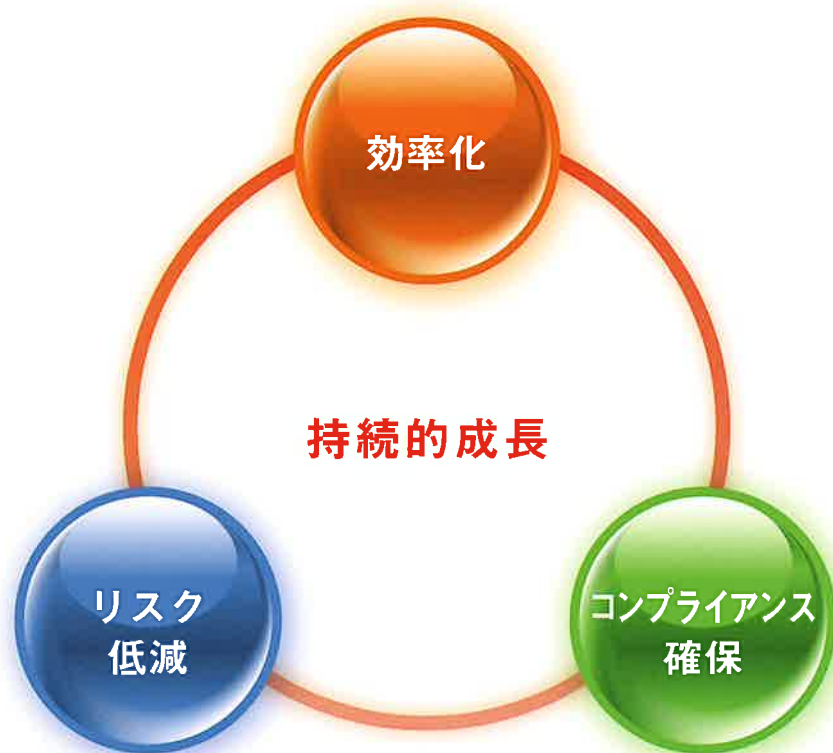 効率化
持続的成長
リスク
低減
コンプライアンス
確保